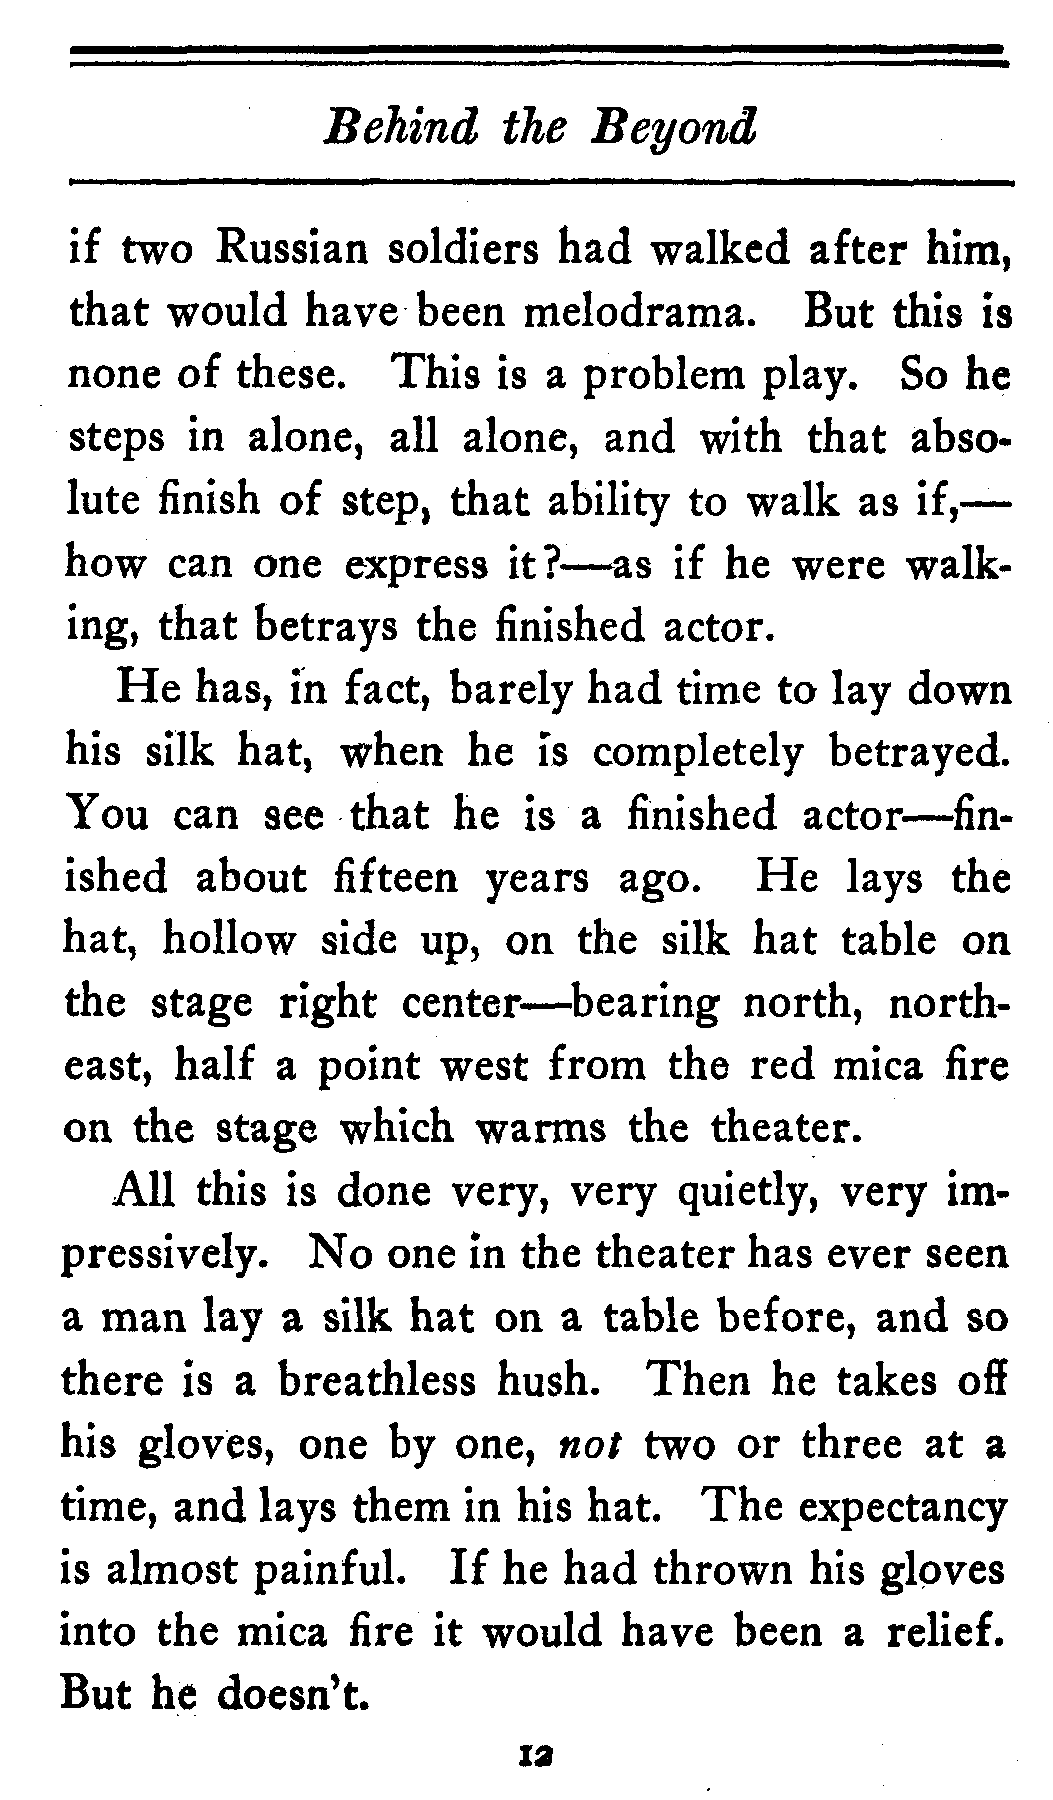 Behind the Beyond
if two Russian soldiers had walked after him,
that would have been melodrama. But this is
none of these. This is a problem play. So he
steps in alone, all alone, and with that abso-
lute finish of step, that ability to walk as if,—
how can one express it?—as if he were walk-
ing, that betrays the finished actor.
He has, in fact, barely had time to lay down
his silk hat, when he is completely betrayed.
You can see that he is a finished actor—fin-
ished about fifteen years ago. He lays the
hat, hollow side up, on the silk hat table on
the stage right center—bearing north, north-
east, half a point west from the red mica fire
on the stage which warms the theater.
All this is done very, very quietly, very im-
pressively. No one in the theater has ever seen
a man lay a silk hat on a table before, and so
there is a breathless hush. Then he takes off
his gloves, one by one, not two or three at a
time, and lays them in his hat. The expectancy
is almost painful. If he had thrown his gloves
into the mica fire it would have been a relief.
But he doesn't.
12